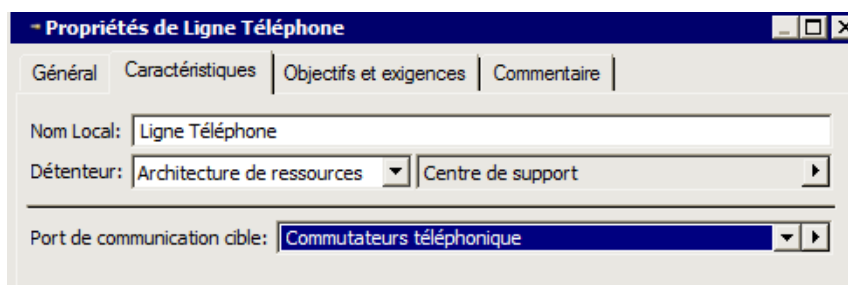 Propriétés de Ligne Téléphone
Général Caractéristiques Objectifs et exigences Commentaire
Nom Local: Ligne Téléphone
Détenteur: Architecture de ressources Centre de support
Port de communication cible: Commutateurs téléphonique